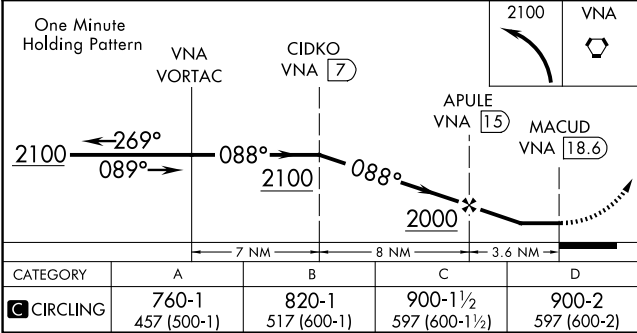 One Minute
Holding Pattern
VNA
VORTAC
CIDKO
VNA 7
2100
VNA
APULE
VNA 15
MACUD
VNA 18.6
2100
269°
089°
088°
2100
088°
2000
7 NM
8 NM
3.6 NM
CATEGORY A B C D
C CIRCLING 760-1 820-1 900-1½ 900-2
457 (500-1) 517 (600-1) 597 (600-1½) 597 (600-2)